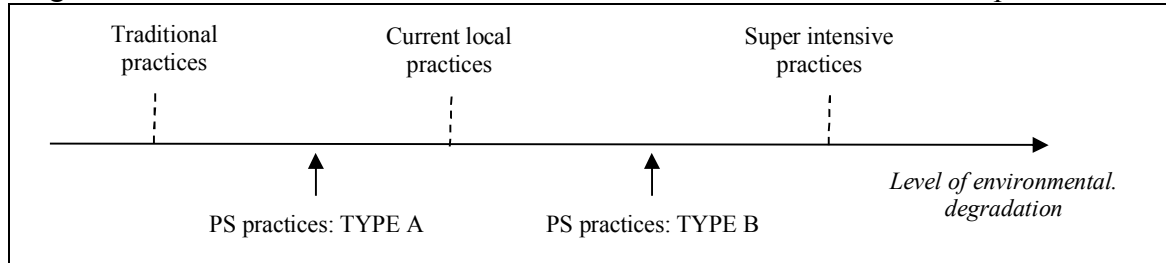 Traditional
practices
Current local
practices
Super intensive
practices
Level of environmental.
degradation
PS practices: TYPE A
PS practices: TYPE B